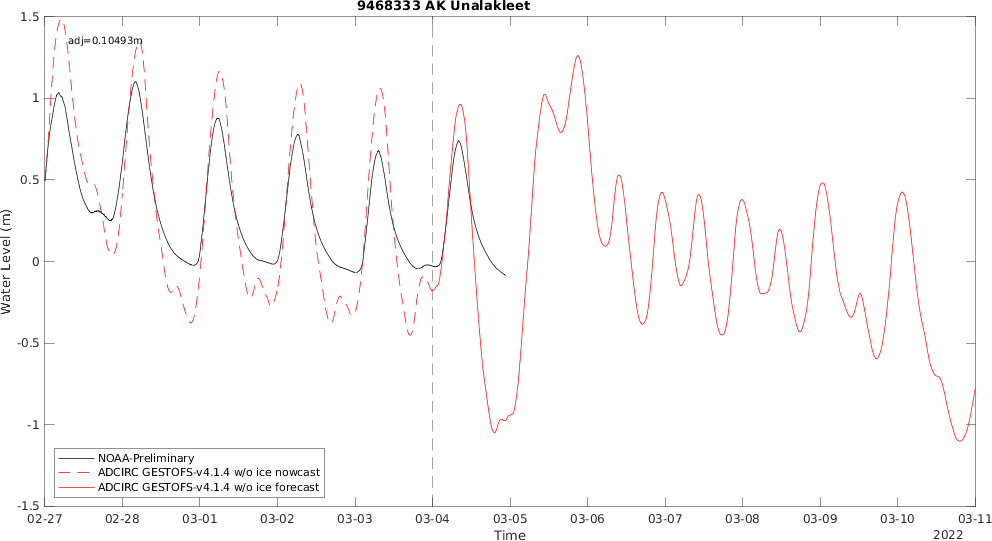 9468333 AK Unalakleet
adj=0.10493m
1.5
1
0.5
0
-0.5
-1
-1.5
Water Level (m)
NOAA-Preliminary
ADCIRC GESTOFS-v4.1.4 w/o ice nowcast
ADCIRC GESTOFS-v4.1.4 w/o ice forecast
02-27 02-28 03-01 03-02 03-03 03-04 03-05 03-06 03-07 03-08 03-09 03-10 03-11
Time
2022